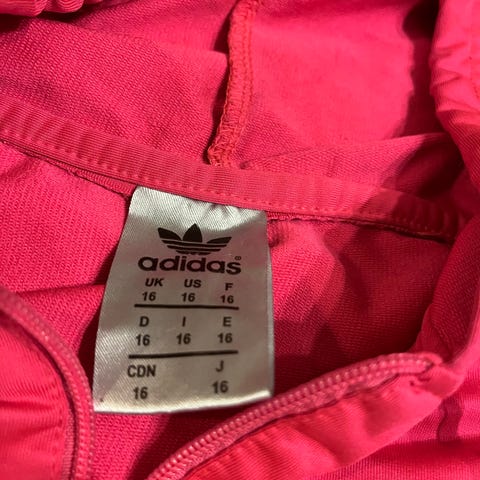 adidas®
UK US F
16 16 16
D I E
16 16 16
CDN J
16 16